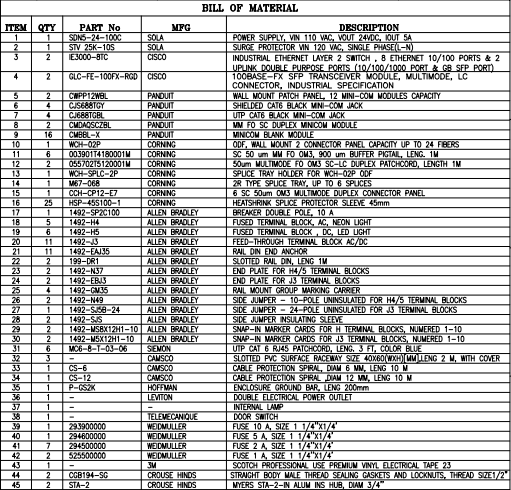 BILL OF MATERIAL
ITEM QTY PART No MFG DESCRIPTION
1 1 SDN5-24-100C SOLA POWER SUPPLY, VIN 110 VAC, VOUT 24VDC, IOUT 5A
2 1 STV 25K-10S SOLA SURGE PROTECTOR VIN 120 VAC, SINGLE PHASE(L-N)
3 2 IE3000-8TC CISCO INDUSTRIAL ETHERNET LAYER 2 SWITCH , 8 ETHERNET 10/100 PORTS & 2
UPLINK DOUBLE PURPOSE PORTS (10/100/1000 PORT & GB SFP PORT)
4 2 GLC-FE-100FX-RGD CISCO 100BASE-FX SFP TRANSCEIVER MODULE, MULTIMODE, LC
CONNECTOR, INDUSTRIAL SPECIFICATION
5 2 CWPP12WBL PANDUIT WALL MOUNT PATCH PANEL, 12 MINI-COM MODULES CAPACITY
6 4 CJS688TGY PANDUIT SHIELDED CAT6 BLACK MINI-COM JACK
7 4 CJ688TGBL PANDUIT UTP CAT6 BLACK MINI-COM JACK
8 2 CMDAQSCZBL PANDUIT MM FO SC DUPLEX MINICOM MODULE
9 16 CMBBL-X PANDUIT MINICOM BLANK MODULE
10 1 WCH-02P CORNING ODF, WALL MOUNT 2 CONNECTOR PANEL CAPACITY UP TO 24 FIBERS
11 6 003901T4180001M CORNING SC 50 um MM FO OM3, 900 um BUFFER PIGTAIL, LENG. 1M
12 2 055702T5120001M CORNING 50um MULTIMODE FO OM3 SC-LC DUPLEX PATCHCORD, LENGTH 1M
13 1 WCH-SPLC-2P CORNING SPLICE TRAY HOLDER FOR WCH-02P ODF
14 1 M67-068 CORNING 2R TYPE SPLICE TRAY, UP TO 6 SPLICES
15 1 CCH-CP12-E7 CORNING 6 SC 50um OM3 MULTIMODE DUPLEX CONNECTOR PANEL
16 25 HSP-45S100-1 CORNING HEATSHRINK SPLICE PROTECTOR SLEEVE 45mm
17 1 1492-SP2C100 ALLEN BRADLEY BREAKER DOUBLE POLE, 10 A
18 5 1492-H4 ALLEN BRADLEY FUSED TERMINAL BLOCK, AC, NEON LIGHT
19 6 1492-H5 ALLEN BRADLEY FUSED TERMINAL BLOCK , DC, LED LIGHT
20 11 1492-J3 ALLEN BRADLEY FEED-THROUGH TERMINAL BLOCK AC/DC
21 11 1492-EAJ35 ALLEN BRADLEY RAIL DIN END ANCHOR
22 2 199-DR1 ALLEN BRADLEY SLOTTED RAIL DIN, LENG 1M
23 2 1492-N37 ALLEN BRADLEY END PLATE FOR H4/5 TERMINAL BLOCKS
24 2 1492-EBJ3 ALLEN BRADLEY END PLATE FOR J3 TERMINAL BLOCKS
25 4 1492-GM35 ALLEN BRADLEY RAIL MOUNT GROUP MARKING CARRIER
26 2 1492-N49 ALLEN BRADLEY SIDE JUMPER - 10-POLE UNINSULATED FOR H4/5 TERMINAL BLOCKS
27 1 1492-SJ5B-24 ALLEN BRADLEY SIDE JUMPER - 24-POLE UNINSULATED FOR J3 TERMINAL BLOCKS
28 2 1492-SJS ALLEN BRADLEY SIDE JUMPER INSULATING SLEEVE
29 2 1492-MS8X12H1-10 ALLEN BRADLEY SNAP-IN MARKER CARDS FOR H TERMINAL BLOCKS, NUMERED 1-10
30 2 1492-M5X12H1-10 ALLEN BRADLEY SNAP-IN MARKER CARDS FOR J3 TERMINAL BLOCKS, NUMERED 1-10
31 6 MC6-8-T-03-06 SIEMON UTP CAT 6 RJ45 PATCHCORD, LENG. 3 FT, COLOR BLUE
32 3 - CAMSCO SLOTTED PVC SURFACE RACEWAY SIZE 40X60(WXH)[MM],LENG 2 M, WITH COVER
33 1 CS-6 CAMSCO CABLE PROTECTION SPIRAL ,DIAM 6 MM, LENG 10 M
34 1 CS-12 CAMSCO CABLE PROTECTION SPIRAL ,DIAM 12 MM, LENG 10 M
35 1 P-GS2K HOFFMAN ENCLOSURE GROUND BAR, LENG 200mm
36 1 - LEVITON DOUBLE ELECTRICAL POWER OUTLET
37 1 - - INTERNAL LAMP
38 1 - TELEMECANIQUE DOOR SWITCH
39 1 293900000 WEIDMULLER FUSE 10 A, SIZE 1 1/4"X1/4'
40 1 294600000 WEIDMULLER FUSE 5 A, SIZE 1 1/4"X1/4'
41 7 294500000 WEIDMULLER FUSE 2 A, SIZE 1 1/4"X1/4'
42 2 525500000 WEIDMULLER FUSE 1 A, SIZE 1 1/4"X1/4'
43 1 - 3M SCOTCH PROFESSIONAL USE PREMIUM VINYL ELECTRICAL TAPE 23
44 2 CGB194-SG CROUSE HINDS STRAIGHT BODY MALE THREAD SEALING GASKETS AND LOCKNUTS, THREAD SIZE1/2"
45 2 STA-2 CROUSE HINDS MYERS STA-2-IN ALUM INS HUB, DIAM 3/4"